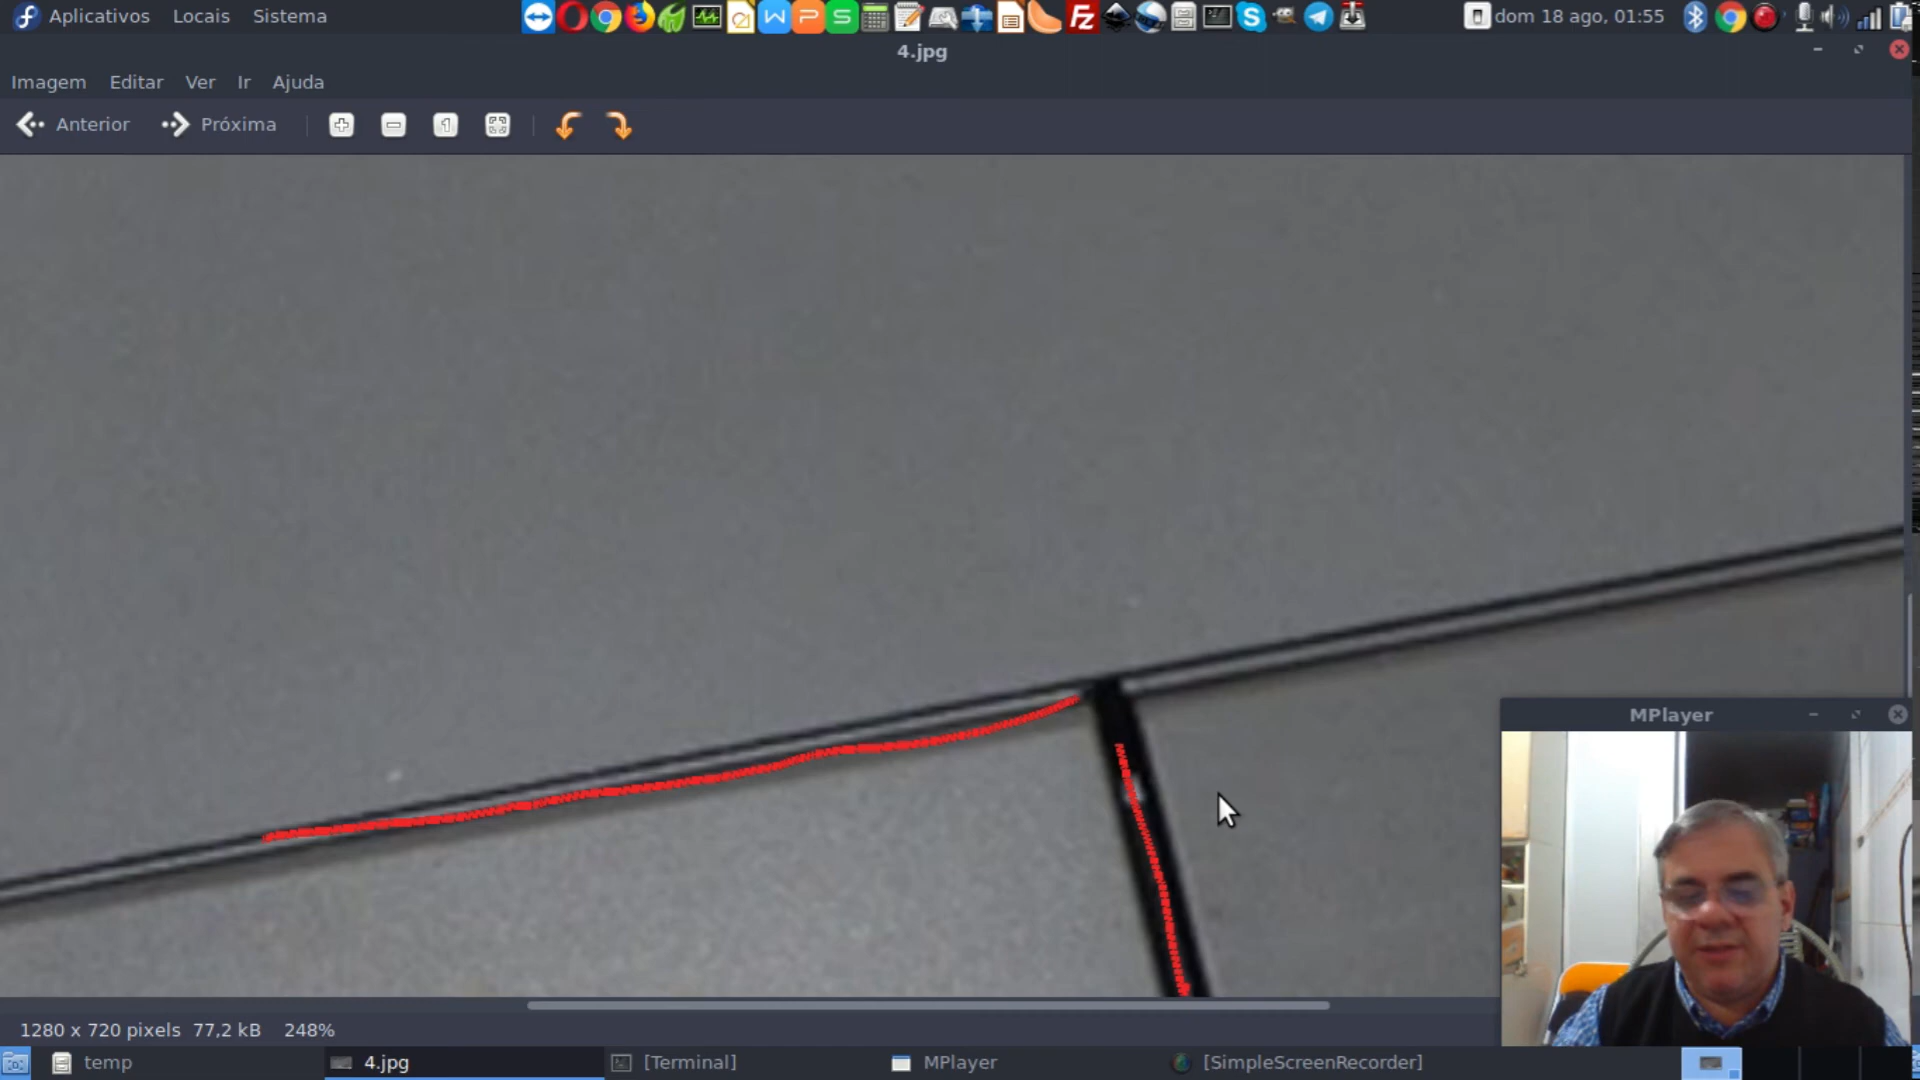 Aplicativos Locais Sistema
dom 18 ago, 01:55
4.jpg
Imagem Editar Ver Ir Ajuda
Anterior Próxima
MPlayer
1280 x 720 pixels 77,2 kB 248%
temp 4.jpg [Terminal] MPlayer [SimpleScreenRecorder]